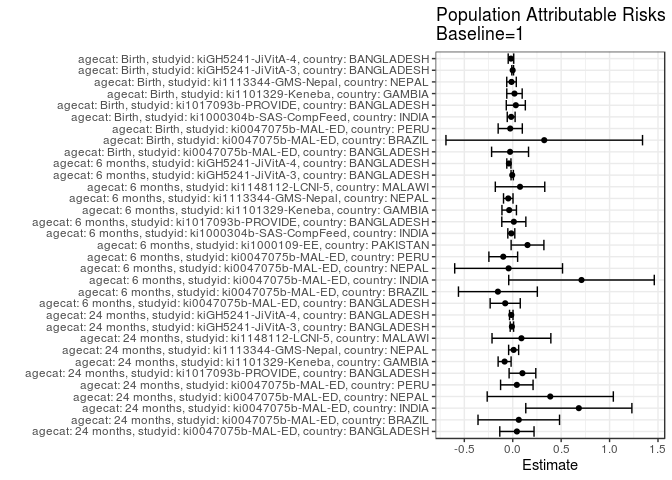 Population Attributable Risks
Baseline=1
agecat: Birth, studyid: kiGH5241-JiVitA-4, country: BANGLADESH
agecat: Birth, studyid: kiGH5241-JiVitA-3, country: BANGLADESH
agecat: Birth, studyid: ki1113344-GMS-Nepal, country: NEPAL
agecat: Birth, studyid: ki1101329-Keneba, country: GAMBIA
agecat: Birth, studyid: ki1017093b-PROVIDE, country: BANGLADESH
agecat: Birth, studyid: ki1000304b-SAS-CompFeed, country: INDIA
agecat: Birth, studyid: ki0047075b-MAL-ED, country: PERU
agecat: Birth, studyid: ki0047075b-MAL-ED, country: BRAZIL
agecat: Birth, studyid: ki0047075b-MAL-ED, country: BANGLADESH
agecat: 6 months, studyid: kiGH5241-JiVitA-4, country: BANGLADESH
agecat: 6 months, studyid: kiGH5241-JiVitA-3, country: BANGLADESH
agecat: 6 months, studyid: ki1148112-LCNI-5, country: MALAWI
agecat: 6 months, studyid: ki1113344-GMS-Nepal, country: NEPAL
agecat: 6 months, studyid: ki1101329-Keneba, country: GAMBIA
agecat: 6 months, studyid: ki1017093b-PROVIDE, country: BANGLADESH
agecat: 6 months, studyid: ki1000304b-SAS-CompFeed, country: INDIA
agecat: 6 months, studyid: ki1000109-EE, country: PAKISTAN
agecat: 6 months, studyid: ki0047075b-MAL-ED, country: PERU
agecat: 6 months, studyid: ki0047075b-MAL-ED, country: NEPAL
agecat: 6 months, studyid: ki0047075b-MAL-ED, country: INDIA
agecat: 6 months, studyid: ki0047075b-MAL-ED, country: BRAZIL
agecat: 6 months, studyid: ki0047075b-MAL-ED, country: BANGLADESH
agecat: 24 months, studyid: kiGH5241-JiVitA-4, country: BANGLADESH
agecat: 24 months, studyid: kiGH5241-JiVitA-3, country: BANGLADESH
agecat: 24 months, studyid: ki1148112-LCNI-5, country: MALAWI
agecat: 24 months, studyid: ki1113344-GMS-Nepal, country: NEPAL
agecat: 24 months, studyid: ki1101329-Keneba, country: GAMBIA
agecat: 24 months, studyid: ki1017093b-PROVIDE, country: BANGLADESH
agecat: 24 months, studyid: ki0047075b-MAL-ED, country: PERU
agecat: 24 months, studyid: ki0047075b-MAL-ED, country: NEPAL
agecat: 24 months, studyid: ki0047075b-MAL-ED, country: INDIA
agecat: 24 months, studyid: ki0047075b-MAL-ED, country: BRAZIL
agecat: 24 months, studyid: ki0047075b-MAL-ED, country: BANGLADESH
-0.5 0.0 0.5 1.0 1.5
Estimate